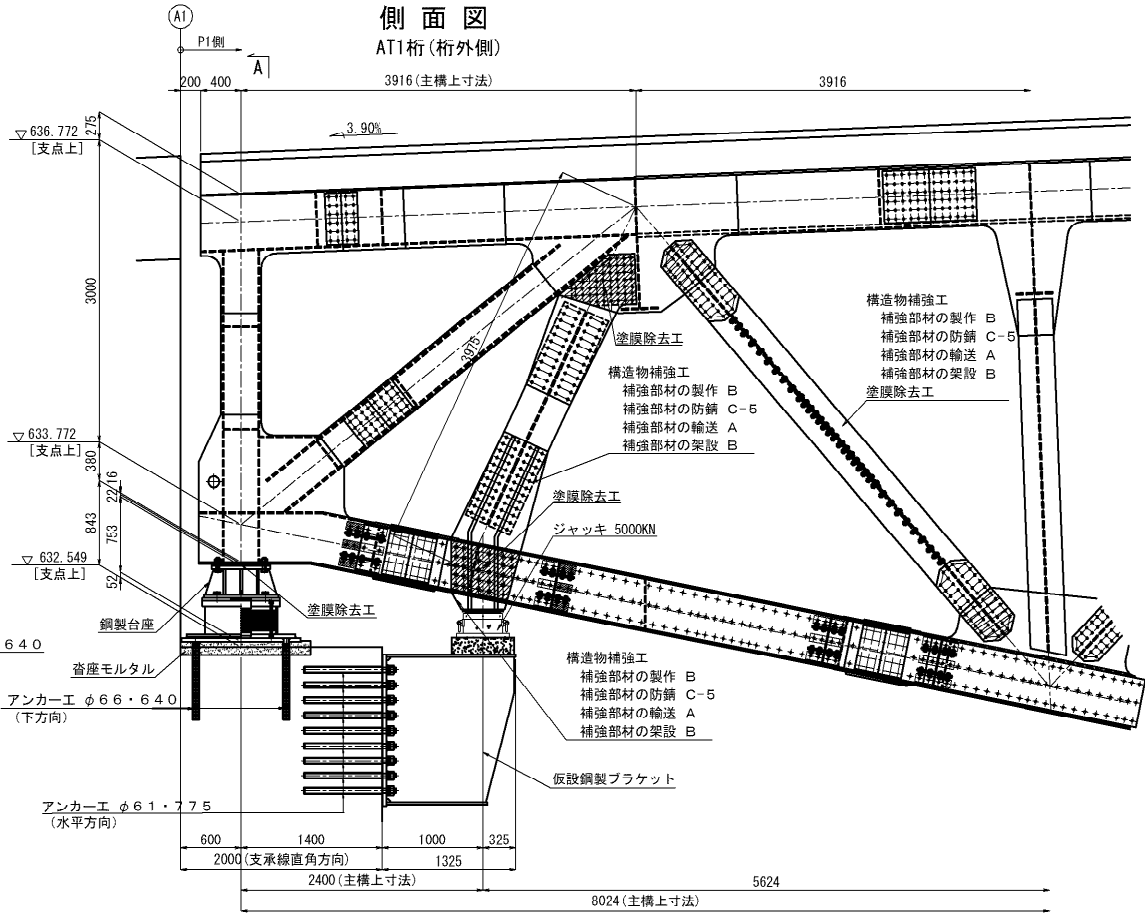 A1
側面図
AT1桁(桁外側)
P1側
A
200
400
3916(主構上寸法)
3916
275
▽636.772
[支点上]
3.90%
3000
3975
構造物補強工
補強部材の製作 B
補強部材の防錆 C-5
補強部材の輸送 A
補強部材の架設 B
塗膜除去工
塗膜除去工
構造物補強工
補強部材の製作 B
補強部材の防錆 C-5
補強部材の輸送 A
補強部材の架設 B
▽633.772
[支点上]
380
22
16
843
753
52
塗膜除去工
ジャッキ 5000KN
▽632.549
[支点上]
塗膜除去工
鋼製台座
640
沓座モルタル
アンカー工 φ66・640
(下方向)
構造物補強工
補強部材の製作 B
補強部材の防錆 C-5
補強部材の輸送 A
補強部材の架設 B
仮設鋼製ブラケット
アンカー工 φ61・775
(水平方向)
600
1400
1000
325
2000(支承線直角方向)
1325
2400(主構上寸法)
5624
8024(主構上寸法)